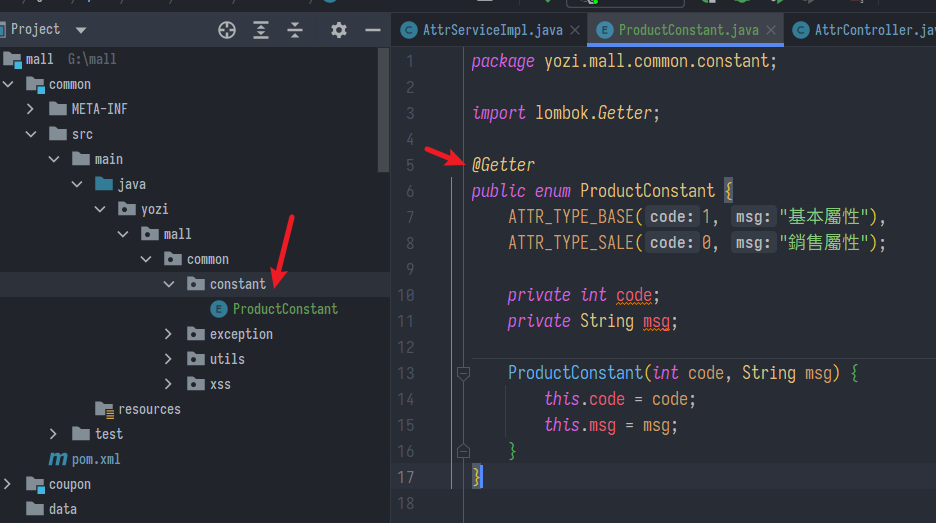 Project
mall G:\mall
common
META-INF
src
main
java
yozi
mall
common
constant
ProductConstant
exception
utils
xss
resources
test
pom.xml
coupon
data
AttrServiceImpl.java
ProductConstant.java
AttrController.jav
1 package yozi.mall.common.constant;
2
3 import lombok.Getter;
4
5 @Getter
6 public enum ProductConstant {
7 ATTR_TYPE_BASE( code: 1, msg: "基本屬性"),
8 ATTR_TYPE_SALE( code: 0, msg: "銷售屬性");
9
10 private int code;
11 private String msg;
12
13 ProductConstant(int code, String msg) {
14 this.code = code;
15 this.msg = msg;
16 }
17 }
18